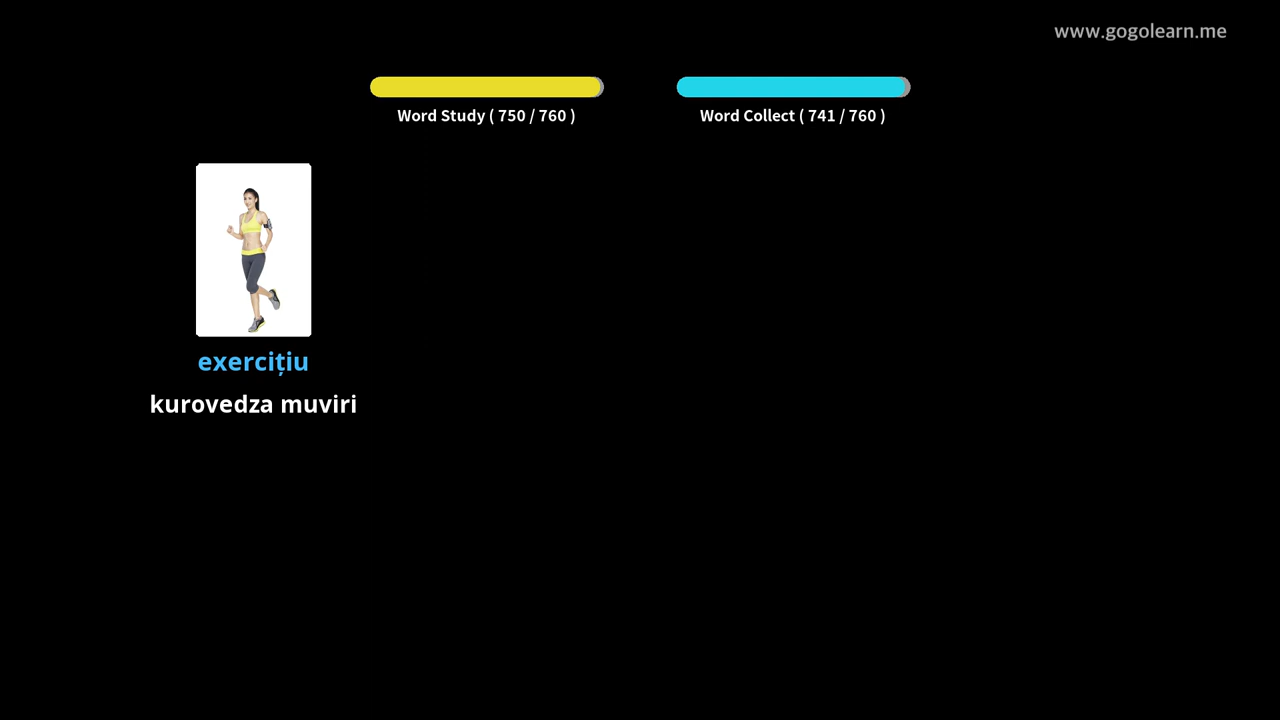 www.gogolearn.me
Word Study ( 750 / 760 )
Word Collect ( 741 / 760 )
exercițiu
kurovedza muviri